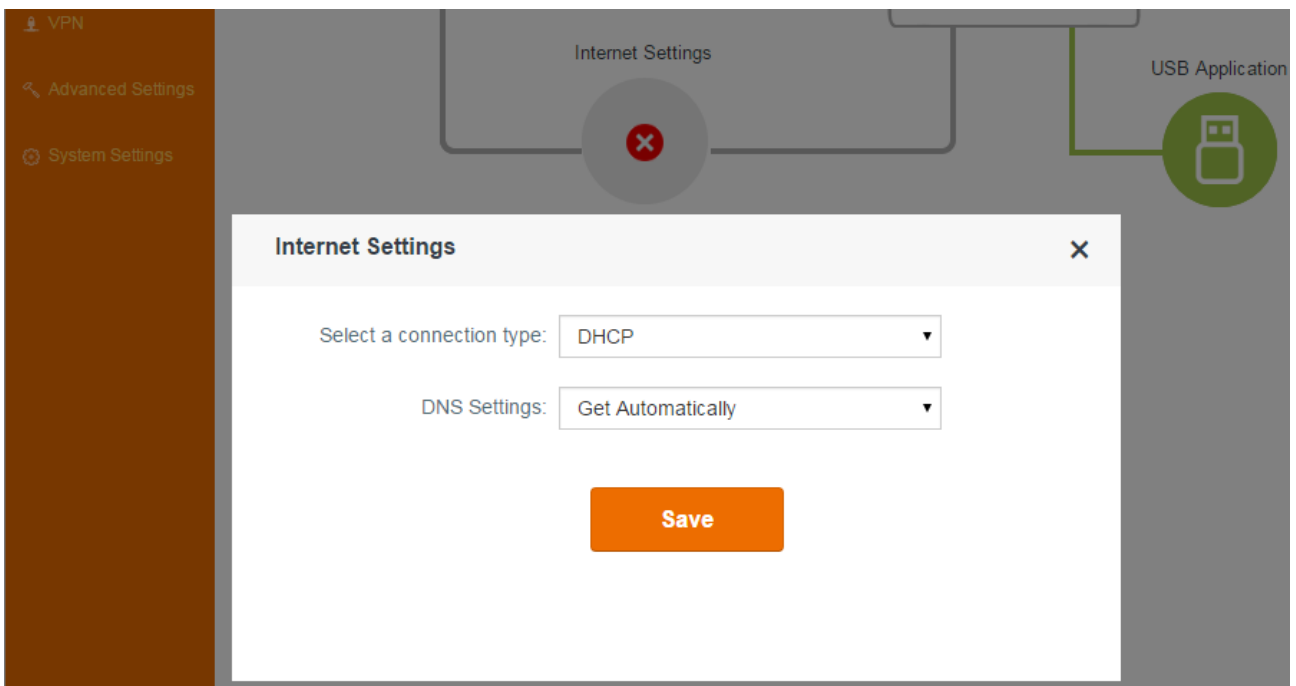 VPN
Internet Settings
USB Application
Advanced Settings
System Settings
Internet Settings
Select a connection type: DHCP
DNS Settings: Get Automatically
Save